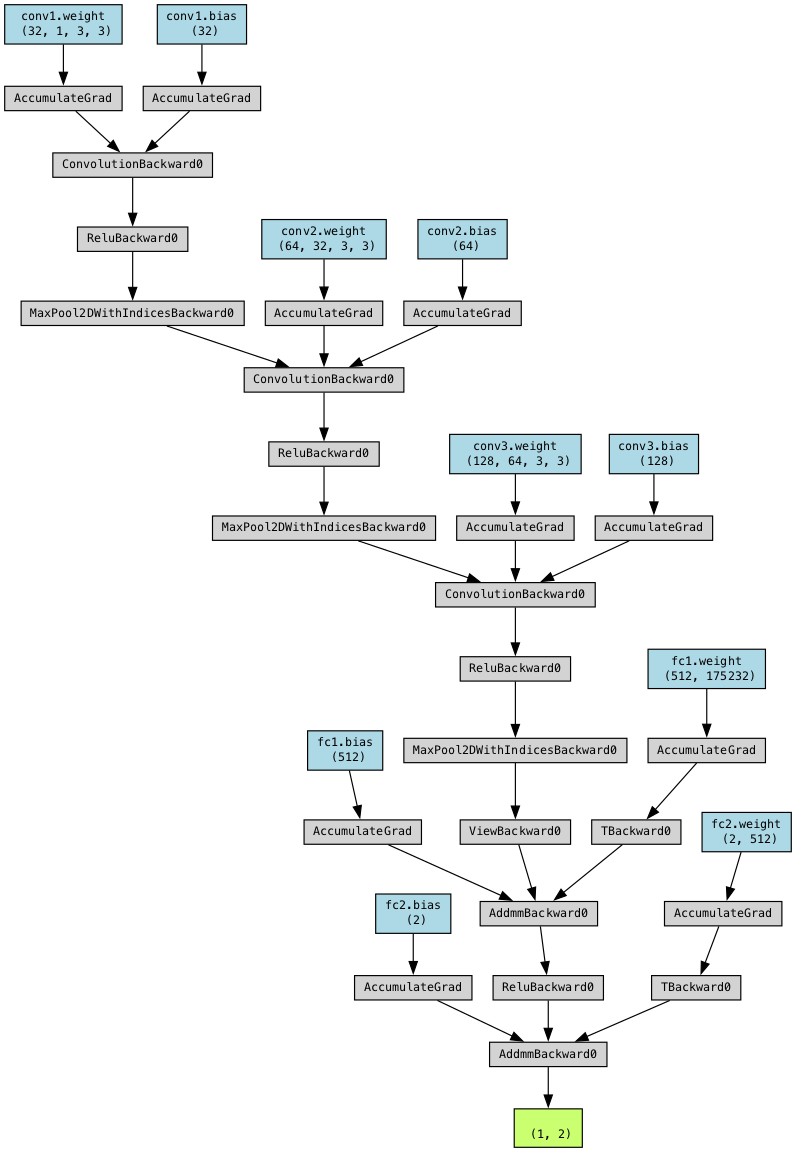 conv1.weight
(32, 1, 3, 3)
conv1.bias
(32)
AccumulateGrad
AccumulateGrad
ConvolutionBackward0
ReluBackward0
conv2.weight
(64, 32, 3, 3)
conv2.bias
(64)
MaxPool2DWithIndicesBackward0
AccumulateGrad
AccumulateGrad
ConvolutionBackward0
ReluBackward0
conv3.weight
(128, 64, 3, 3)
conv3.bias
(128)
MaxPool2DWithIndicesBackward0
AccumulateGrad
AccumulateGrad
ConvolutionBackward0
ReluBackward0
fc1.weight
(512, 175232)
fc1.bias
(512)
MaxPool2DWithIndicesBackward0
AccumulateGrad
AccumulateGrad
ViewBackward0
TBackward0
fc2.weight
(2, 512)
fc2.bias
(2)
AddmmBackward0
AccumulateGrad
AccumulateGrad
ReluBackward0
TBackward0
AddmmBackward0
(1, 2)